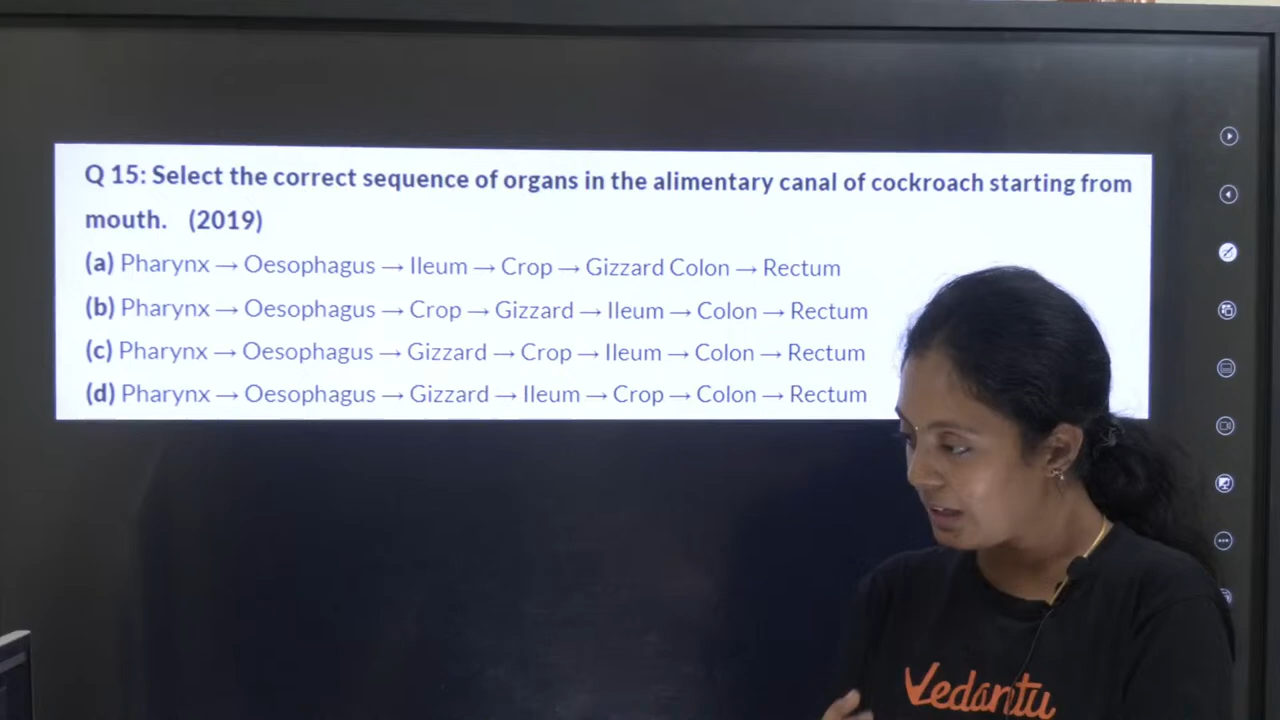 Q 15: Select the correct sequence of organs in the alimentary canal of cockroach starting from
mouth. (2019)
(a) Pharynx → Oesophagus → Ileum → Crop → Gizzard Colon → Rectum
(b) Pharynx → Oesophagus → Crop → Gizzard → Ileum → Colon → Rectum
(c) Pharynx → Oesophagus → Gizzard → Crop → Ileum → Colon → Rectum
(d) Pharynx → Oesophagus → Gizzard → Ileum → Crop → Colon → Rectum
Vedantu